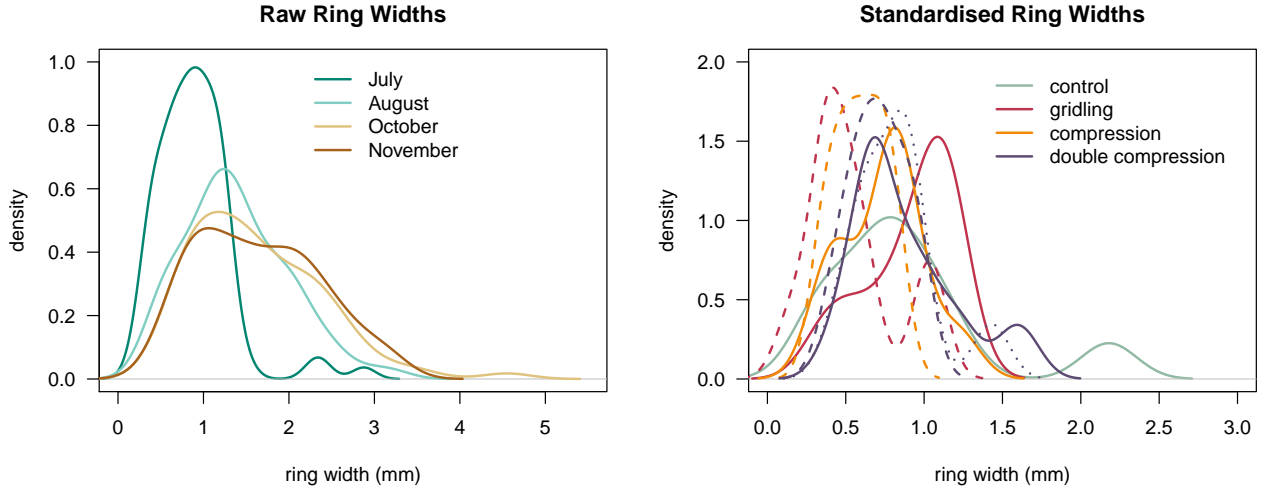 Raw Ring Widths
density
1.0
0.8
0.6
0.4
0.2
0.0
July
August
October
November
0 1 2 3 4 5
ring width (mm)
Standardised Ring Widths
density
2.0
1.5
1.0
0.5
0.0
control
gridling
compression
double compression
0.0 0.5 1.0 1.5 2.0 2.5 3.0
ring width (mm)